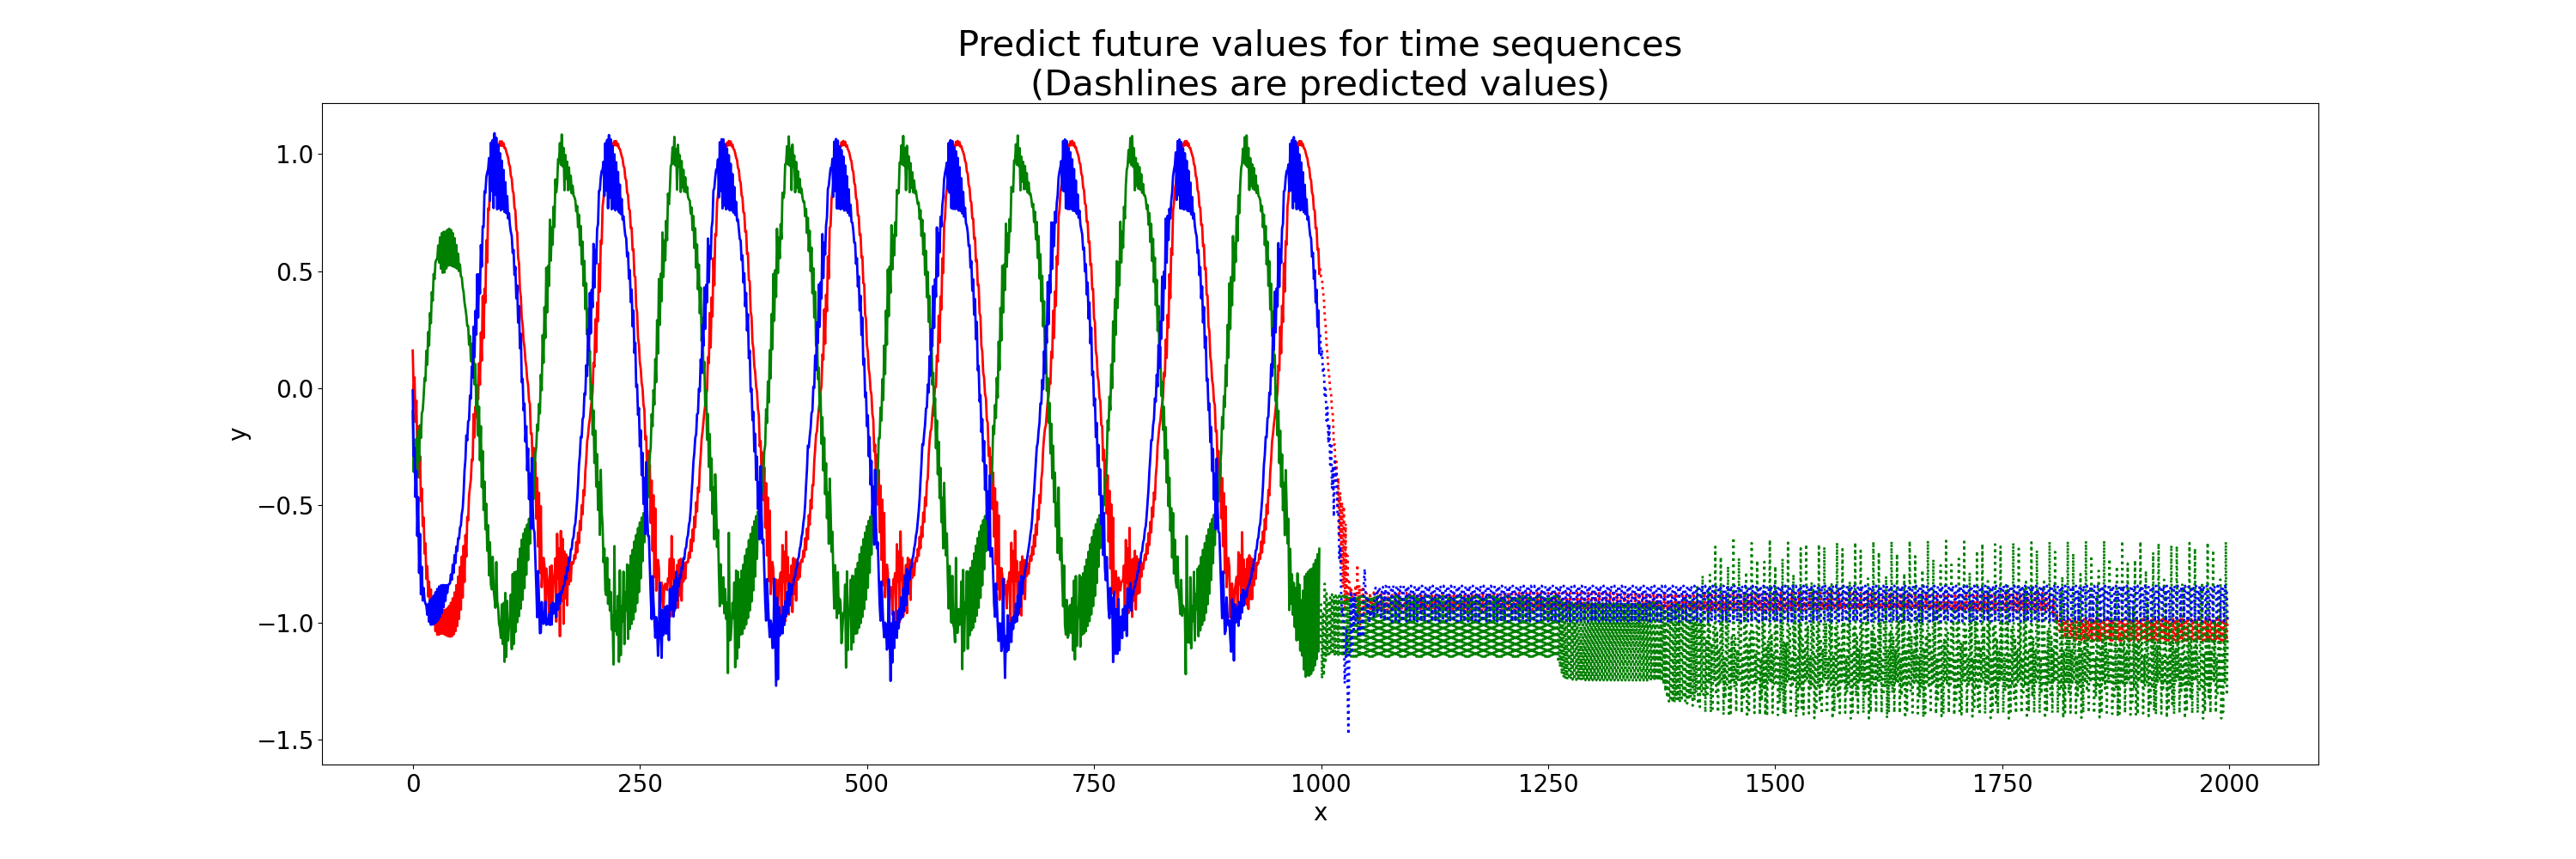 Predict future values for time sequences
(Dashlines are predicted values)
1.0
0.5
0.0
−0.5
−1.0
−1.5
y
0 250 500 750 1000 1250 1500 1750 2000
x